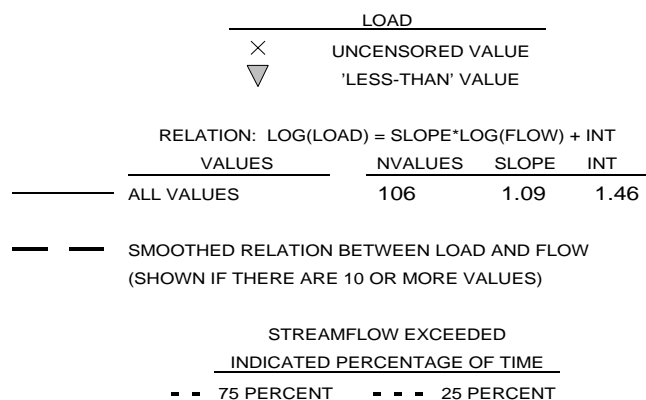 LOAD
UNCENSORED VALUE
'LESS-THAN' VALUE
RELATION: LOG(LOAD) = SLOPE*LOG(FLOW) + INT
VALUES NVALUES SLOPE INT
ALL VALUES 106 1.09 1.46
SMOOTHED RELATION BETWEEN LOAD AND FLOW
(SHOWN IF THERE ARE 10 OR MORE VALUES)
STREAMFLOW EXCEEDED
INDICATED PERCENTAGE OF TIME
75 PERCENT 25 PERCENT